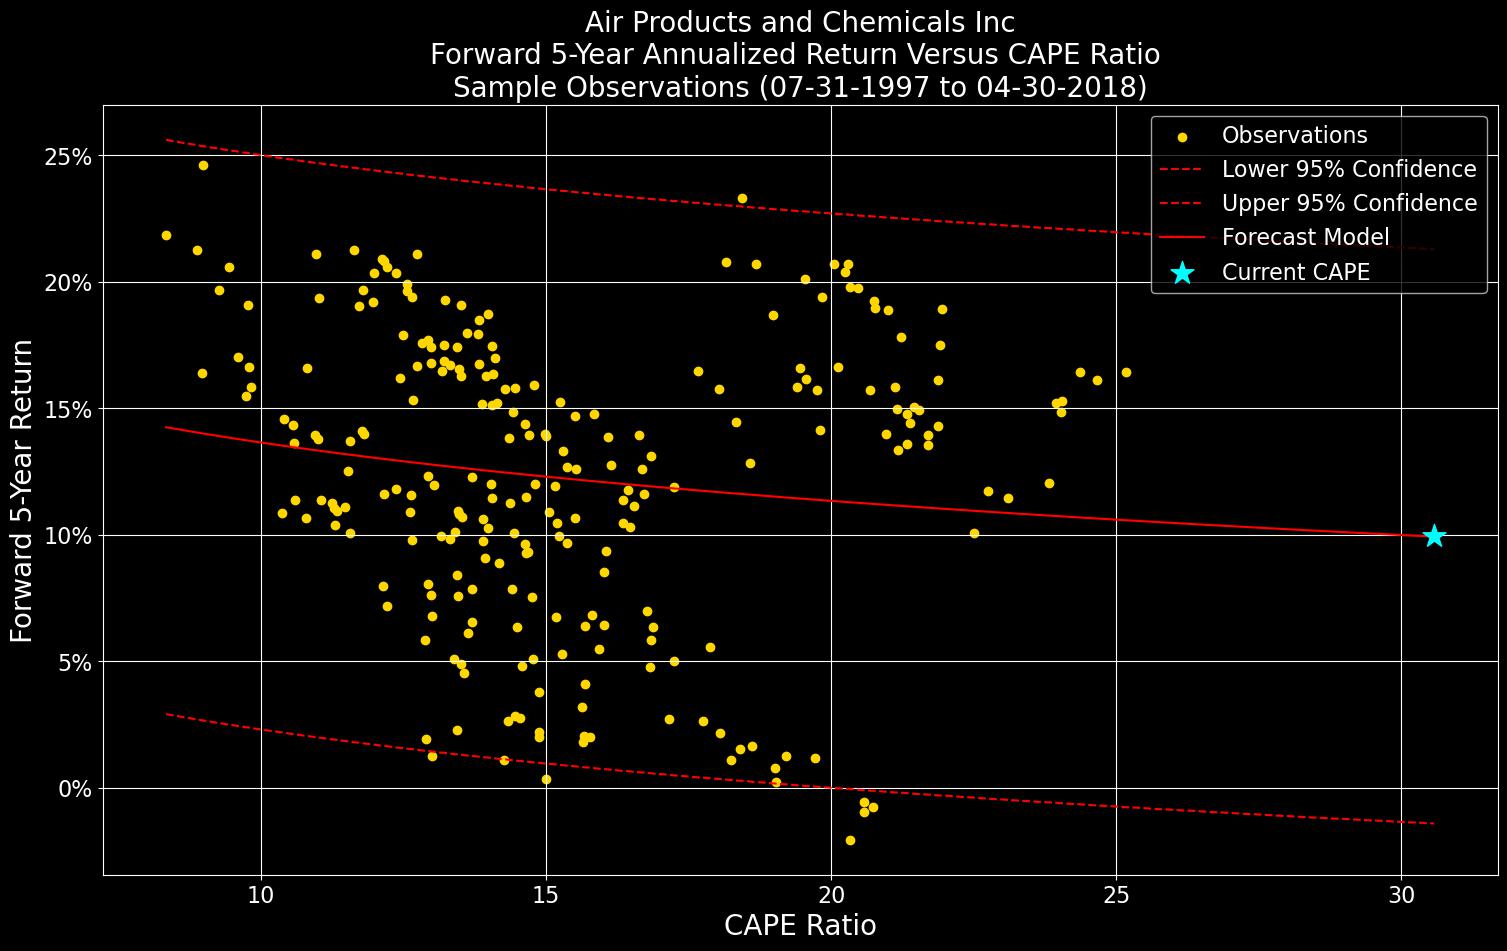 Air Products and Chemicals Inc
Forward 5-Year Annualized Return Versus CAPE Ratio
Sample Observations (07-31-1997 to 04-30-2018)
Observations
Lower 95% Confidence
Upper 95% Confidence
Forecast Model
Current CAPE
Forward 5-Year Return
25%
20%
15%
10%
5%
0%
10 15 20 25 30
CAPE Ratio